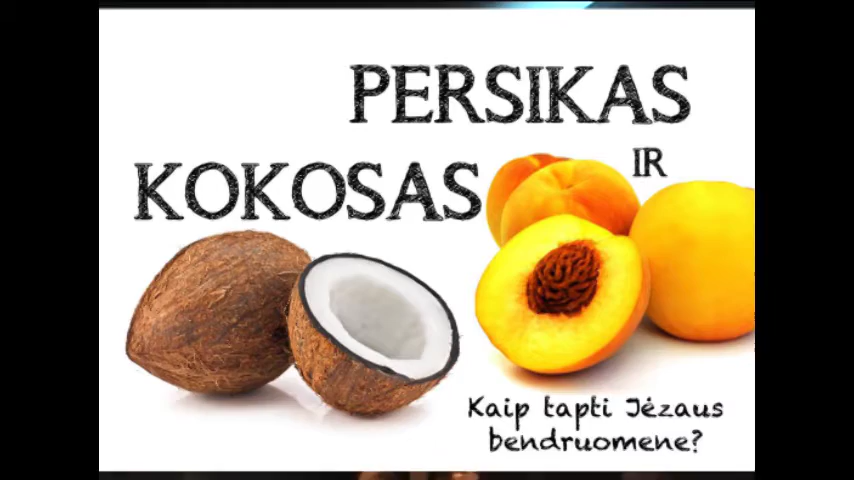 PERSIKAS
IR
KOKOSAS
Kaip tapti Jėzaus
bendruomene?